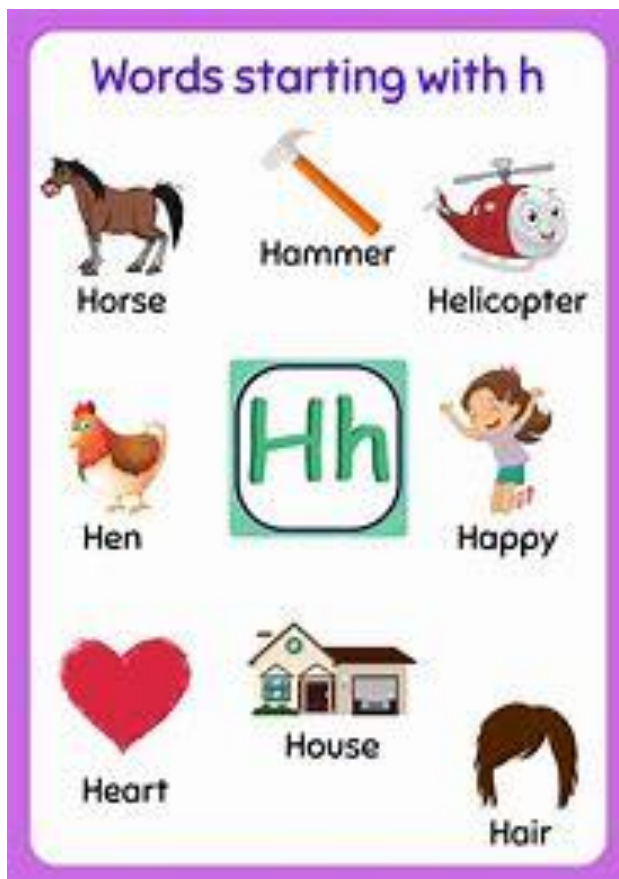 Words starting with h
Hammer
Horse
Helicopter
Hh
Hen
Happy
House
Heart
Hair